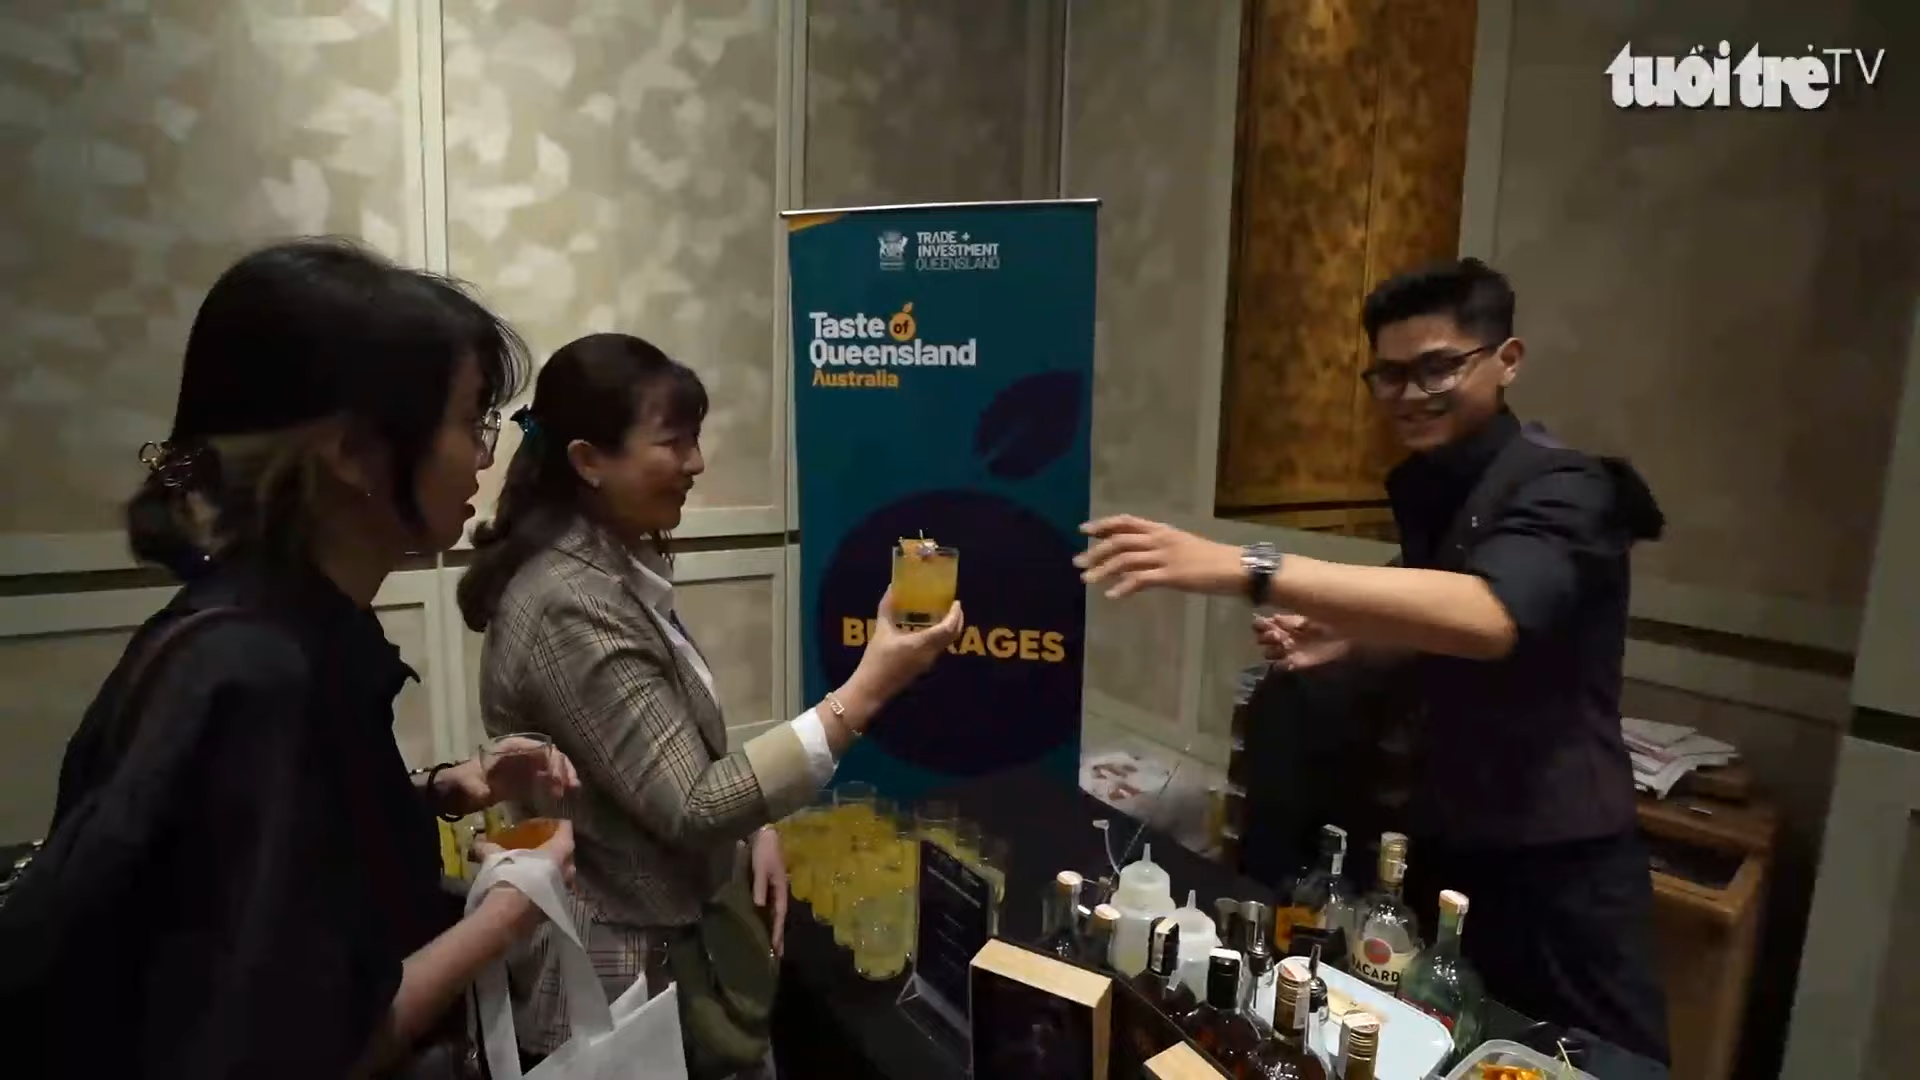 tuổi trẻ TV
TRADE +
INVESTMENT
QUEENSLAND
Taste of
Queensland
Australia
BACARDI